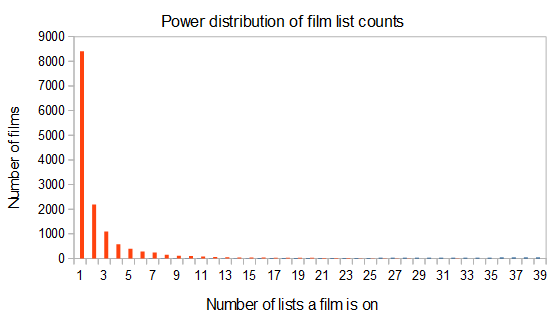 Power distribution of film list counts
9000
8000
7000
6000
5000
4000
3000
2000
1000
0
Number of films
1 3 5 7 9 11 13 15 17 19 21 23 25 27 29 31 33 35 37 39
Number of lists a film is on